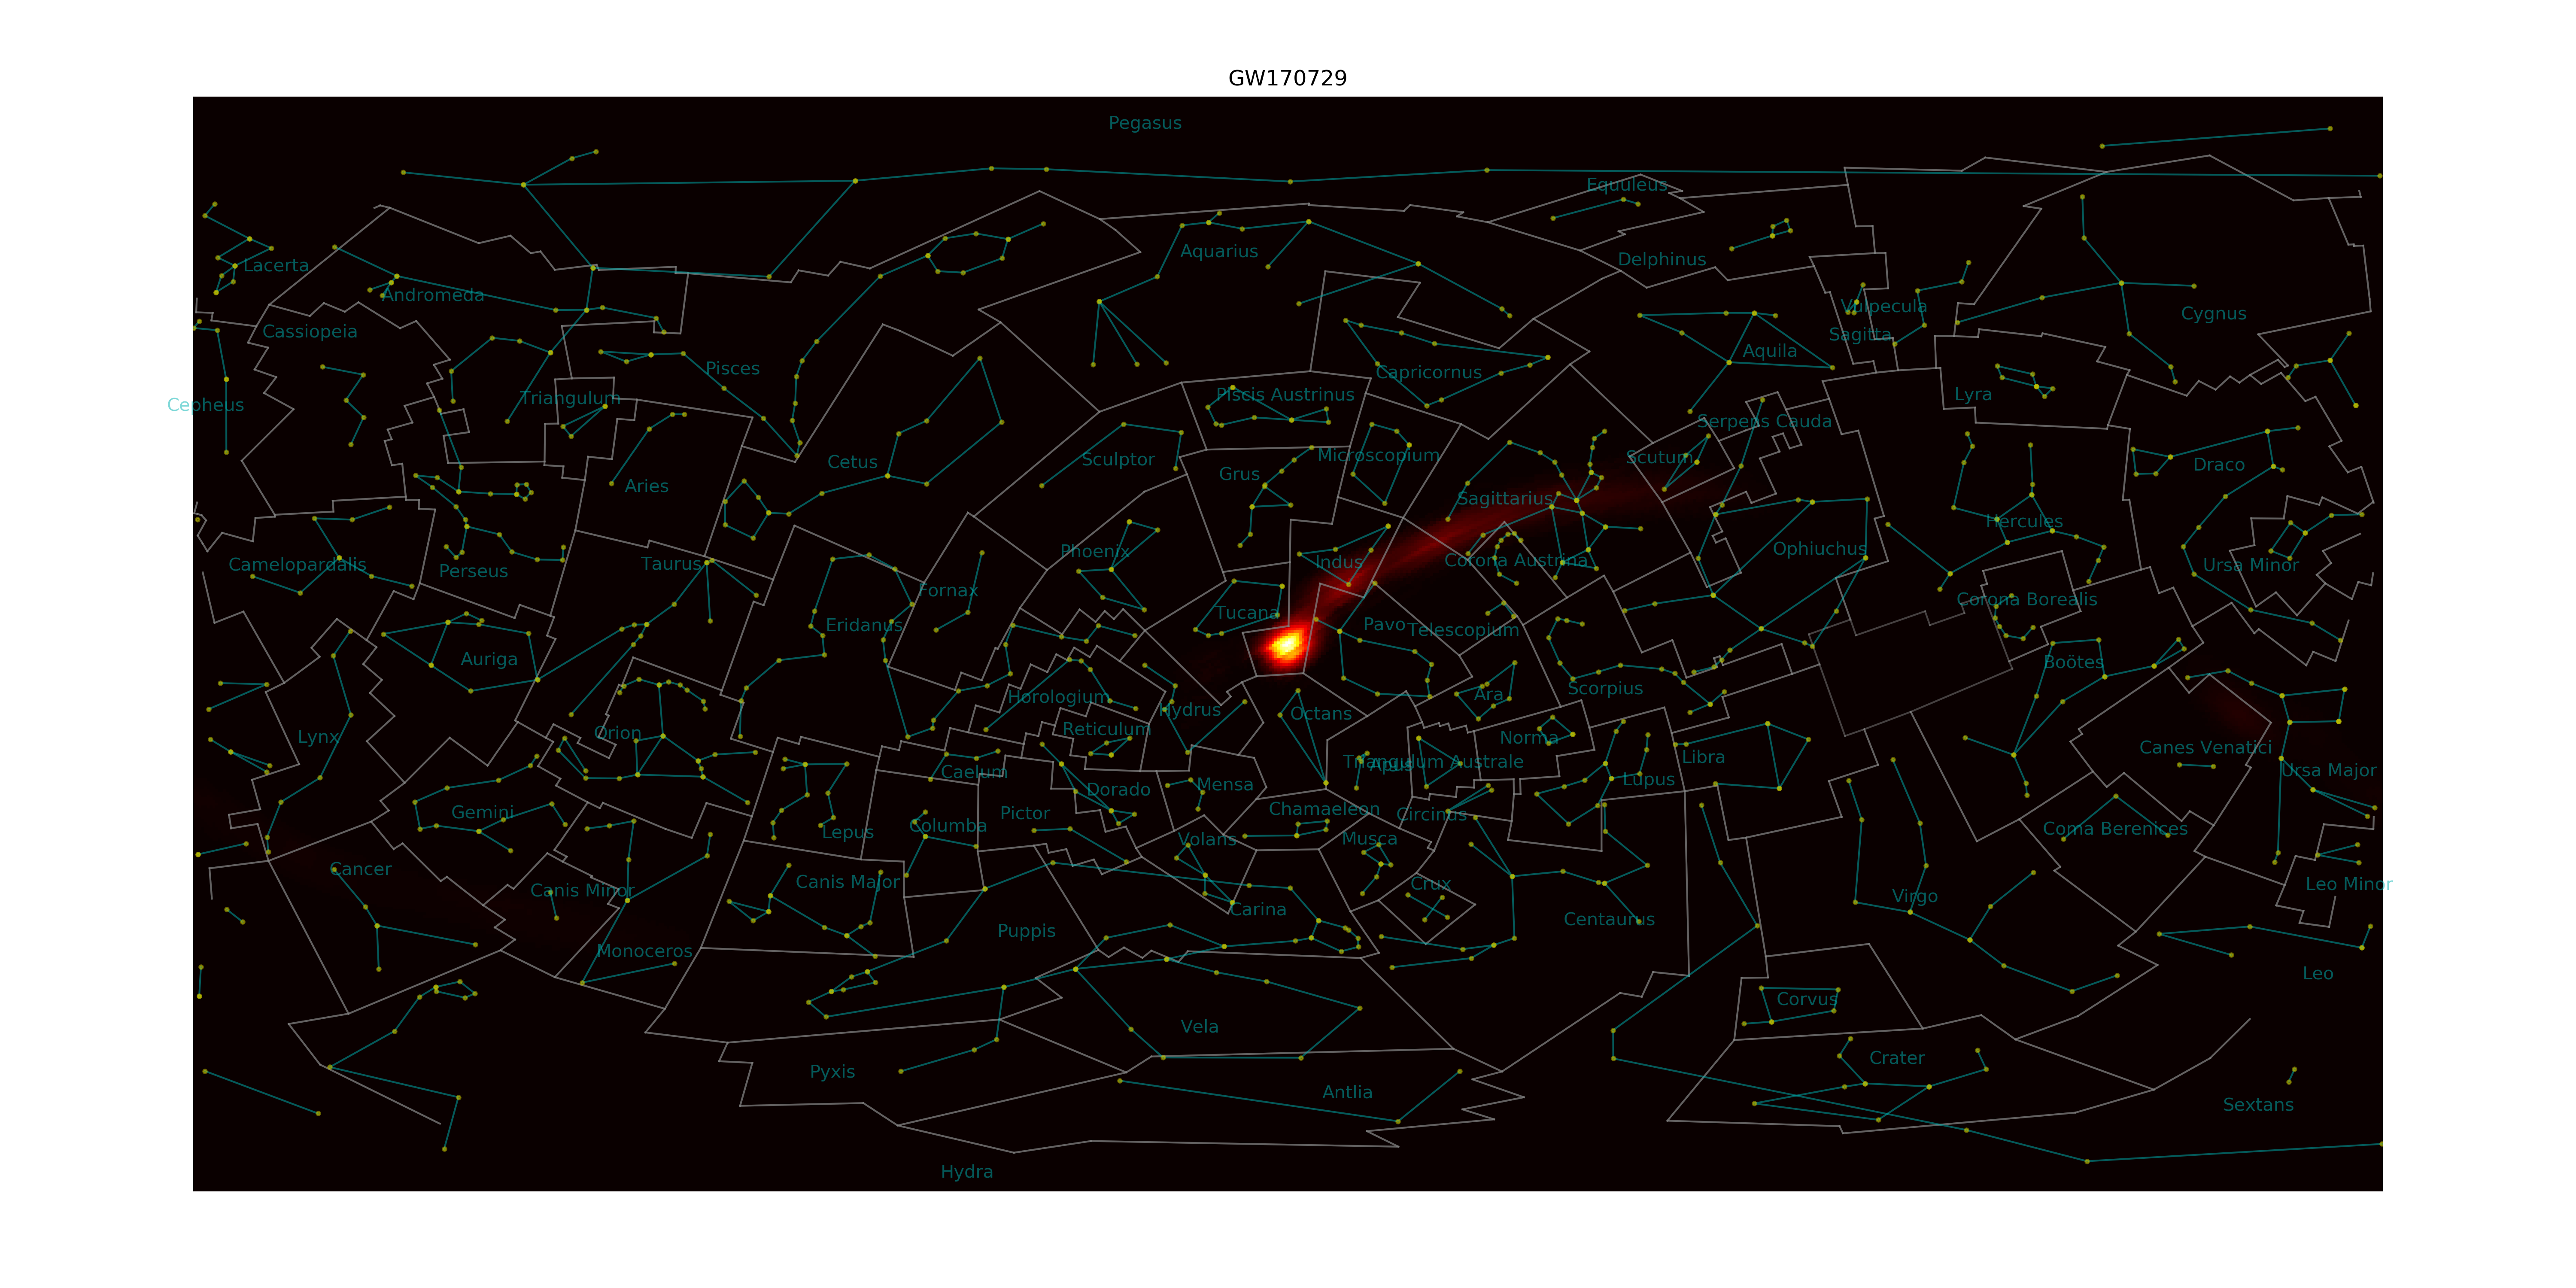 GW170729
Pegasus
Equuleus
Aquarius
Delphinus
Lacerta
Andromeda
Vulpecula
Cygnus
Cassiopeia
Sagitta
Aquila
Pisces
Capricornus
Piscis Austrinus
Lyra
Triangulum
Cepheus
Serpens Cauda
Microscopium
Scutum
Sculptor
Cetus
Draco
Grus
Aries
Sagittarius
Hercules
Ophiuchus
Phoenix
Corona Austrina
Indus
Taurus
Camelopardalis
Ursa Minor
Perseus
Fornax
Corona Borealis
Tucana
Pavo
Eridanus
Telescopium
Auriga
Boötes
Scorpius
Ara
Horologium
Hydrus
Octans
Reticulum
Orion
Lynx
Norma
Canes Venatici
Libra
Triangulum Australe
Apus
Ursa Major
Caelum
Lupus
Mensa
Dorado
Chamaeleon
Gemini
Pictor
Circinus
Columba
Coma Berenices
Lepus
Volans
Musca
Cancer
Canis Major
Crux
Leo Minor
Canis Minor
Virgo
Carina
Centaurus
Puppis
Monoceros
Leo
Corvus
Vela
Crater
Pyxis
Antlia
Sextans
Hydra